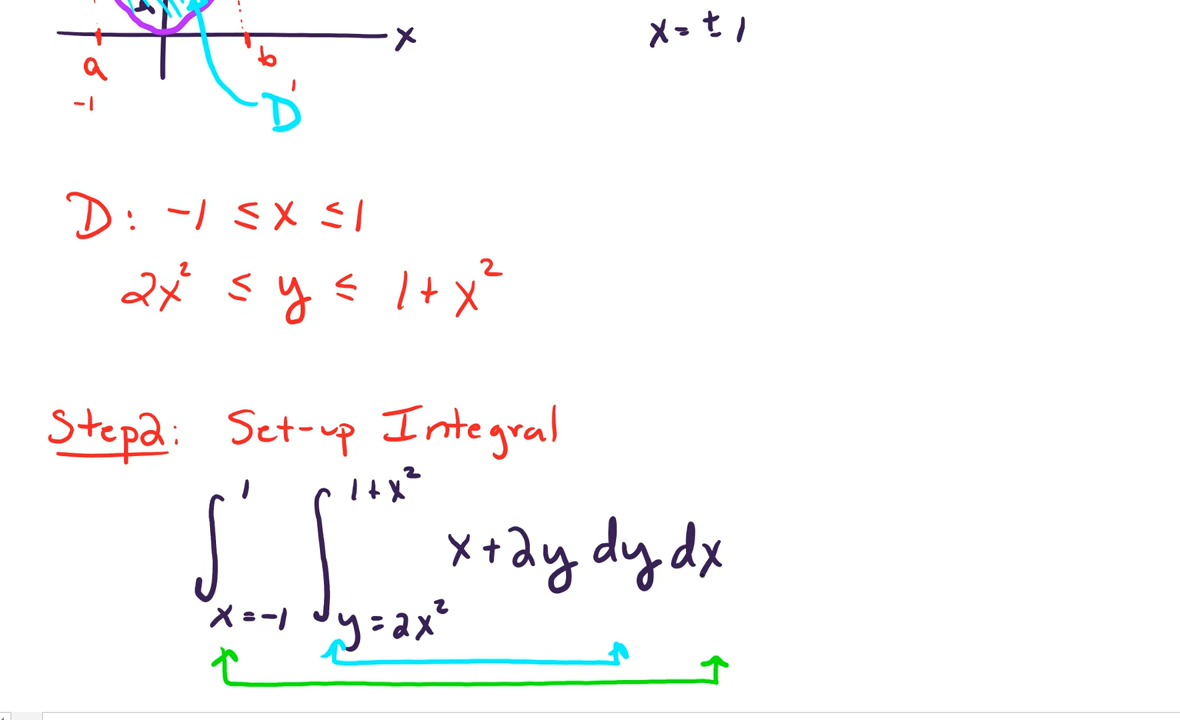 x = ± 1
x
a
b
-1
1
D
D: -1 ≤ x ≤ 1
2x² ≤ y ≤ 1 + x²
Step2: Set-up Integral
∫_{x=-1}^{1} ∫_{y=2x²}^{1+x²} x+2y dy dx